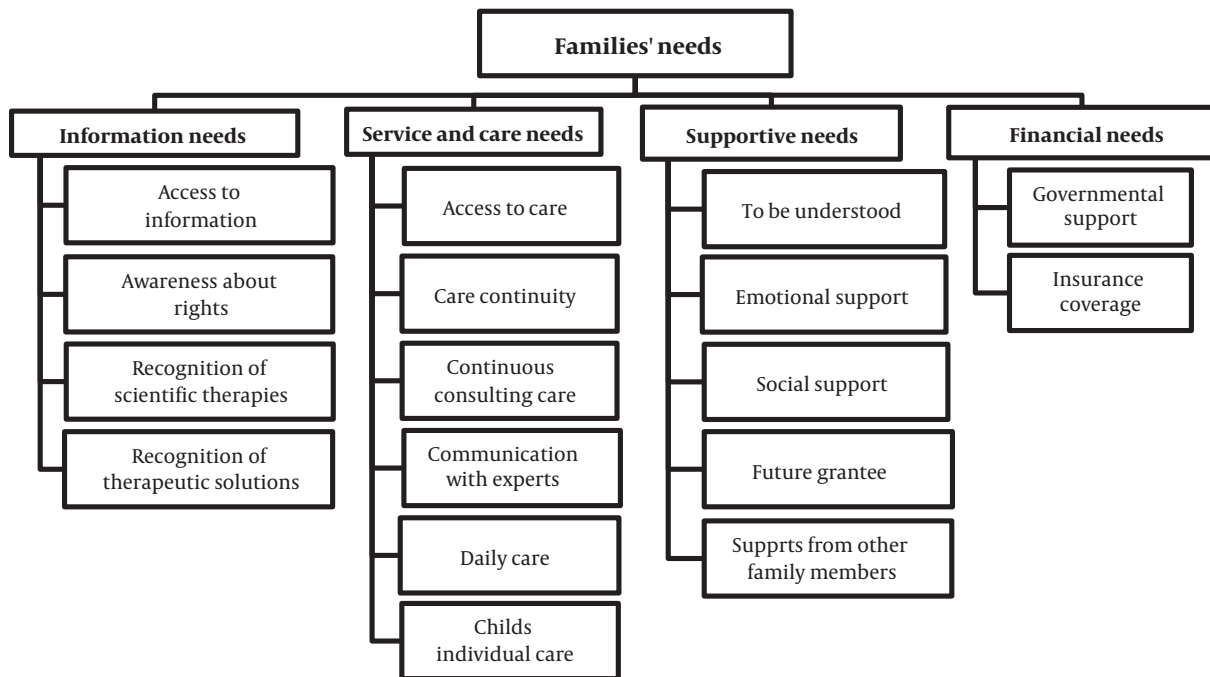 Families' needs
Information needs
Access to
information
Awareness about
rights
Recognition of
scientific therapies
Recognition of
therapeutic solutions
Service and care needs
Access to care
Care continuity
Continuous
consulting care
Communication
with experts
Daily care
Childs
individual care
Supportive needs
To be understood
Emotional support
Social support
Future grantee
Supprts from other
family members
Financial needs
Governmental
support
Insurance
coverage